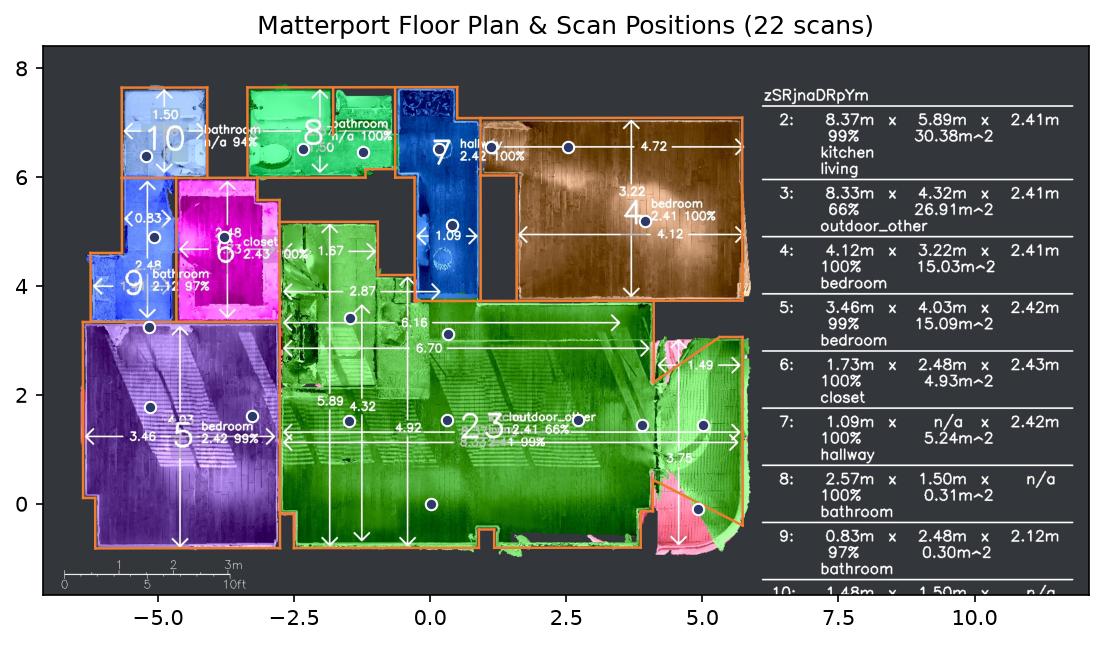 Matterport Floor Plan & Scan Positions (22 scans)
8
6
4
2
0
−5.0
−2.5
0.0
2.5
5.0
7.5
10.0
zSRjnaDRpYm
2: 8.37m x 5.89m x 2.41m
99% 30.38m^2
kitchen
living
3: 8.33m x 4.32m x 2.41m
66% 26.91m^2
outdoor_other
4: 4.12m x 3.22m x 2.41m
100% 15.03m^2
bedroom
5: 3.46m x 4.03m x 2.42m
99% 15.09m^2
bedroom
6: 1.73m x 2.48m x 2.43m
100% 4.93m^2
closet
7: 1.09m x n/a x 2.42m
100% 5.24m^2
hallway
8: 2.57m x 1.50m x n/a
100% 0.31m^2
bathroom
9: 0.83m x 2.48m x 2.12m
97% 0.30m^2
bathroom
10: 1.48m x 1.50m x n/a
1.50
10
bathroom
n/a 94%
8
bathroom
n/a 100%
7
2.42 100%
4.72
3.22
4
bedroom
2.41 100%
4.12
0.83
2.48
6
closet
2.43
1.67
1.09
2.48
9
bathroom
2.12 97%
2.87
6.16
6.70
1.49
5.89
4.32
4.92
23
outdoor_other
2.41 66%
3.75
3.46
5
bedroom
2.42 99%
1 2 3m
0 5 10ft